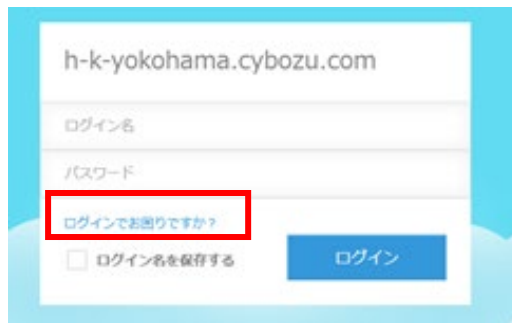 h-k-yokohama.cybozu.com
ログイン名
パスワード
ログインでお困りですか？
ログイン名を保存する
ログイン